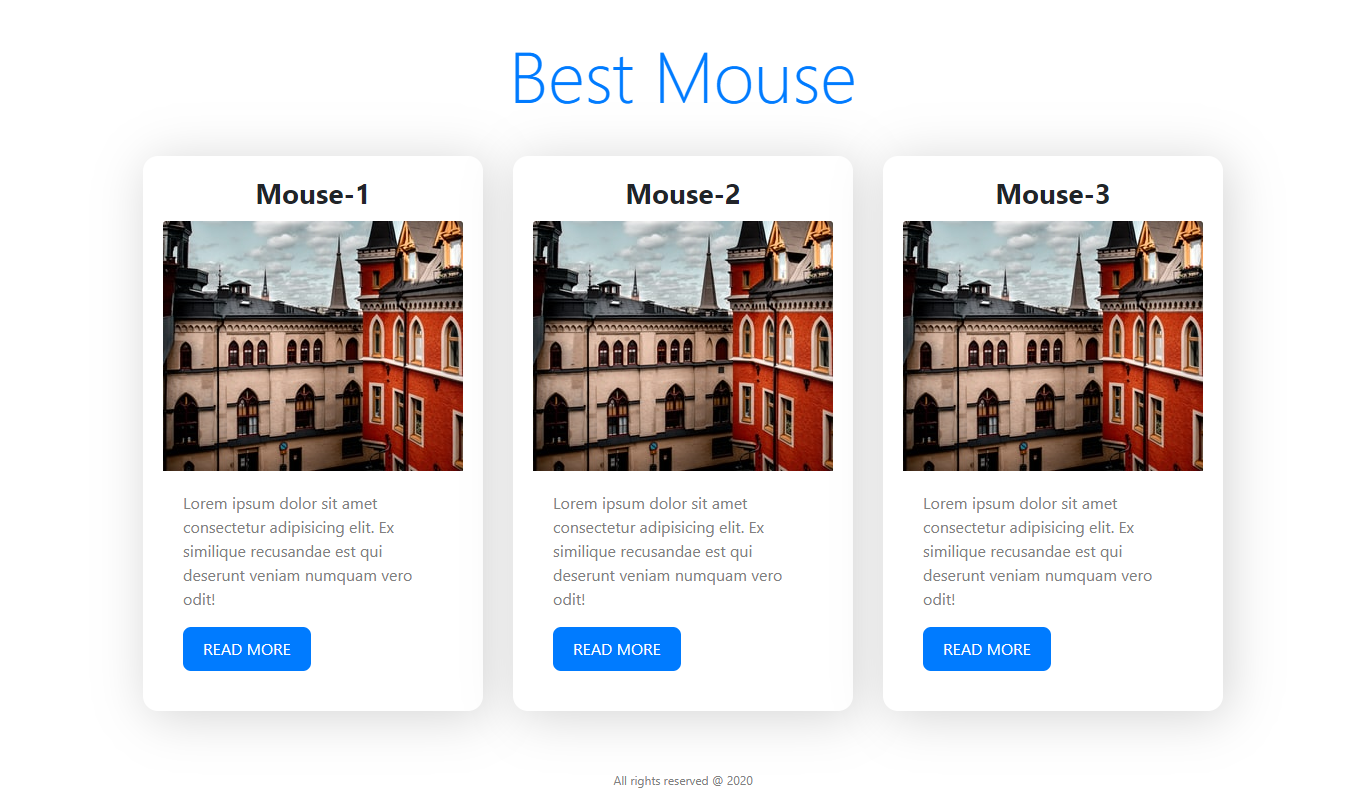 Best Mouse
Mouse-1
Lorem ipsum dolor sit amet
consectetur adipisicing elit. Ex
similique recusandae est qui
deserunt veniam numquam vero
odit!
READ MORE
Mouse-2
Lorem ipsum dolor sit amet
consectetur adipisicing elit. Ex
similique recusandae est qui
deserunt veniam numquam vero
odit!
READ MORE
Mouse-3
Lorem ipsum dolor sit amet
consectetur adipisicing elit. Ex
similique recusandae est qui
deserunt veniam numquam vero
odit!
READ MORE
All rights reserved @ 2020